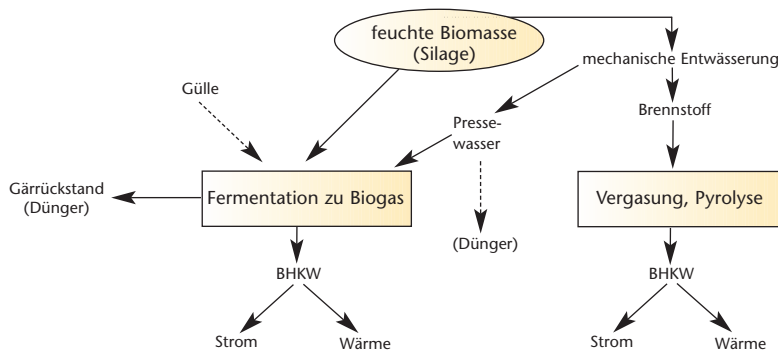 feuchte Biomasse
(Silage)
mechanische Entwässerung
Gülle
Presse-
wasser
Brennstoff
Gärrückstand
(Dünger)
Fermentation zu Biogas
Vergasung, Pyrolyse
(Dünger)
BHKW
BHKW
Strom
Wärme
Strom
Wärme